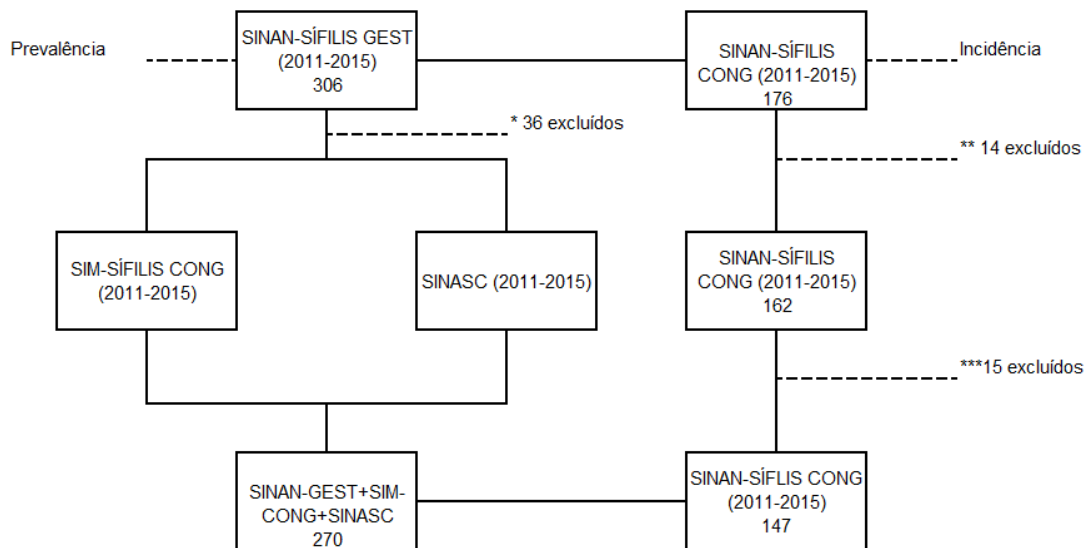 Prevalência
SINAN-SÍFILIS GEST
(2011-2015)
306
SINAN-SÍFILIS
CONG (2011-2015)
176
Incidência
* 36 excluídos
** 14 excluídos
SIM-SÍFILIS CONG
(2011-2015)
SINASC (2011-2015)
SINAN-SÍFILIS
CONG (2011-2015)
162
***15 excluídos
SINAN-GEST+SIM-
CONG+SINASC
270
SINAN-SÍFLIS CONG
(2011-2015)
147